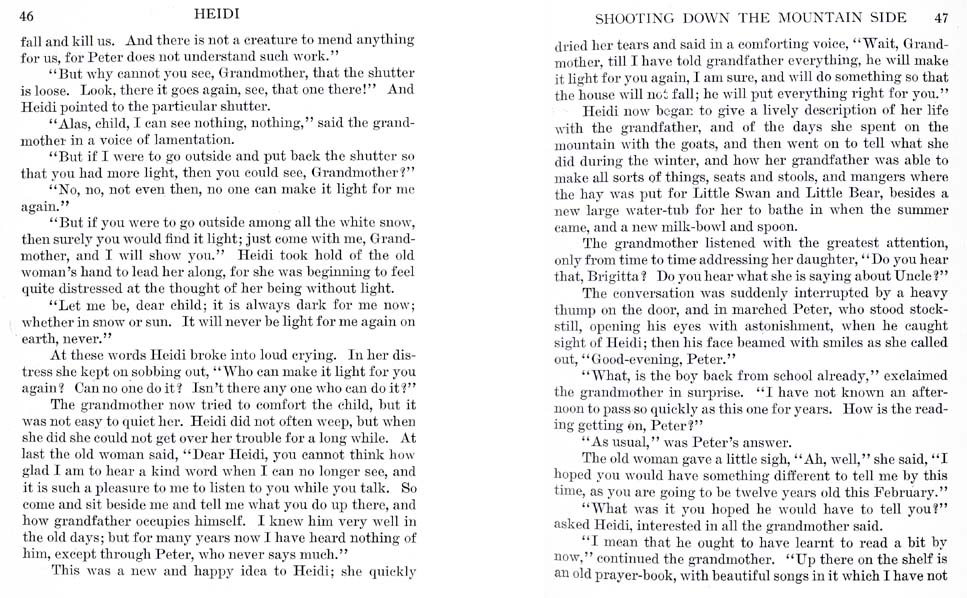 46
HEIDI
fall and kill us. And there is not a creature to mend anything
for us, for Peter does not understand such work."
"But why cannot you see, Grandmother, that the shutter
is loose. Look, there it goes again, see, that one there!" And
Heidi pointed to the particular shutter.
"Alas, child, I can see nothing, nothing," said the grand-
mother in a voice of lamentation.
"But if I were to go outside and put back the shutter so
that you had more light, then you could see, Grandmother?"
"No, no, not even then, no one can make it light for me
again."
"But if you were to go outside among all the white snow,
then surely you would find it light; just come with me, Grand-
mother, and I will show you." Heidi took hold of the old
woman's hand to lead her along, for she was beginning to feel
quite distressed at the thought of her being without light.
"Let me be, dear child; it is always dark for me now;
whether in snow or sun. It will never be light for me again on
earth, never."
At these words Heidi broke into loud crying. In her dis-
tress she kept on sobbing out, "Who can make it light for you
again? Can no one do it? Isn't there any one who can do it?"
The grandmother now tried to comfort the child, but it
was not easy to quiet her. Heidi did not often weep, but when
she did she could not get over her trouble for a long while. At
last the old woman said, "Dear Heidi, you cannot think how
glad I am to hear a kind word when I can no longer see, and
it is such a pleasure to me to listen to you while you talk. So
come and sit beside me and tell me what you do up there, and
how grandfather occupies himself. I knew him very well in
the old days; but for many years now I have heard nothing of
him, except through Peter, who never says much."
This was a new and happy idea to Heidi; she quickly
SHOOTING DOWN THE MOUNTAIN SIDE 47
dried her tears and said in a comforting voice, "Wait, Grand-
mother, till I have told grandfather everything, he will make
it light for you again, I am sure, and will do something so that
the house will not fall; he will put everything right for you."
Heidi now began to give a lively description of her life
with the grandfather, and of the days she spent on the
mountain with the goats, and then went on to tell what she
did during the winter, and how her grandfather was able to
make all sorts of things, seats and stools, and mangers where
the hay was put for Little Swan and Little Bear, besides a
new large water-tub for her to bathe in when the summer
came, and a new milk-bowl and spoon.
The grandmother listened with the greatest attention,
only from time to time addressing her daughter, "Do you hear
that, Brigitta? Do you hear what she is saying about Uncle?"
The conversation was suddenly interrupted by a heavy
thump on the door, and in marched Peter, who stood stock-
still, opening his eyes with astonishment, when he caught
sight of Heidi; then his face beamed with smiles as she called
out, "Good-evening, Peter."
"What, is the boy back from school already," exclaimed
the grandmother in surprise. "I have not known an after-
noon to pass so quickly as this one for years. How is the read-
ing getting on, Peter?"
"As usual," was Peter's answer.
The old woman gave a little sigh, "Ah, well," she said, "I
hoped you would have something different to tell me by this
time, as you are going to be twelve years old this February."
"What was it you hoped he would have to tell you?"
asked Heidi, interested in all the grandmother said.
"I mean that he ought to have learnt to read a bit by
now," continued the grandmother. "Up there on the shelf is
an old prayer-book, with beautiful songs in it which I have not